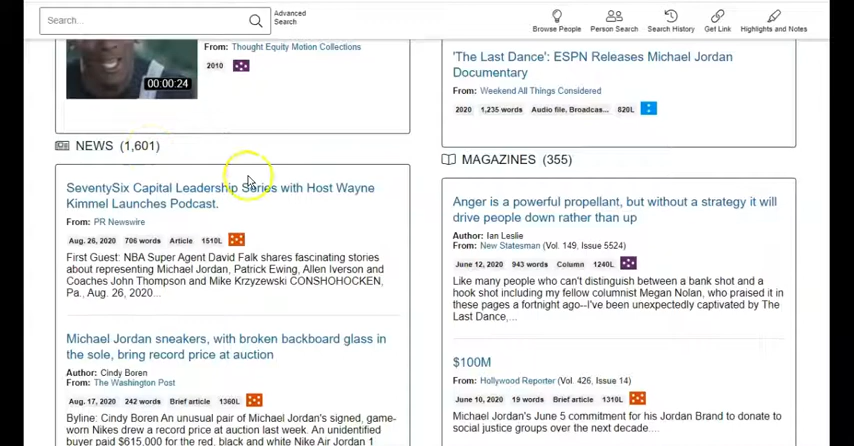 Search...
Advanced
Search
Browse People
Person Search
Search History
Get Link
Highlights and Notes
00:00:24
From: Thought Equity Motion Collections
2010
NEWS (1,601)
SeventySix Capital Leadership Series with Host Wayne
Kimmel Launches Podcast.
From: PR Newswire
Aug. 26, 2020 706 words Article 1510L
First Guest: NBA Super Agent David Falk shares fascinating stories
about representing Michael Jordan, Patrick Ewing, Allen Iverson and
Coaches John Thompson and Mike Krzyzewski CONSHOHOCKEN,
Pa., Aug. 26, 2020...
Michael Jordan sneakers, with broken backboard glass in
the sole, bring record price at auction
Author: Cindy Boren
From: The Washington Post
Aug. 17, 2020 242 words Brief article 1360L
Byline: Cindy Boren An unusual pair of Michael Jordan's signed, game-
worn Nikes drew a record price at auction last week. An unidentified
buyer paid $615,000 for the red, black and white Nike Air Jordan 1
'The Last Dance': ESPN Releases Michael Jordan
Documentary
From: Weekend All Things Considered
2020 1,235 words Audio file, Broadcas... 820L
MAGAZINES (355)
Anger is a powerful propellant, but without a strategy it will
drive people down rather than up
Author: Ian Leslie
From: New Statesman (Vol. 149, Issue 5524)
June 12, 2020 943 words Column 1240L
Like many people who can't distinguish between a bank shot and a
hook shot including my fellow columnist Megan Nolan, who praised it in
these pages a fortnight ago--I've been unexpectedly captivated by The
Last Dance,...
$100M
From: Hollywood Reporter (Vol. 426, Issue 14)
June 10, 2020 19 words Brief article 1310L
Michael Jordan's June 5 commitment for his Jordan Brand to donate to
social justice groups over the next decade....